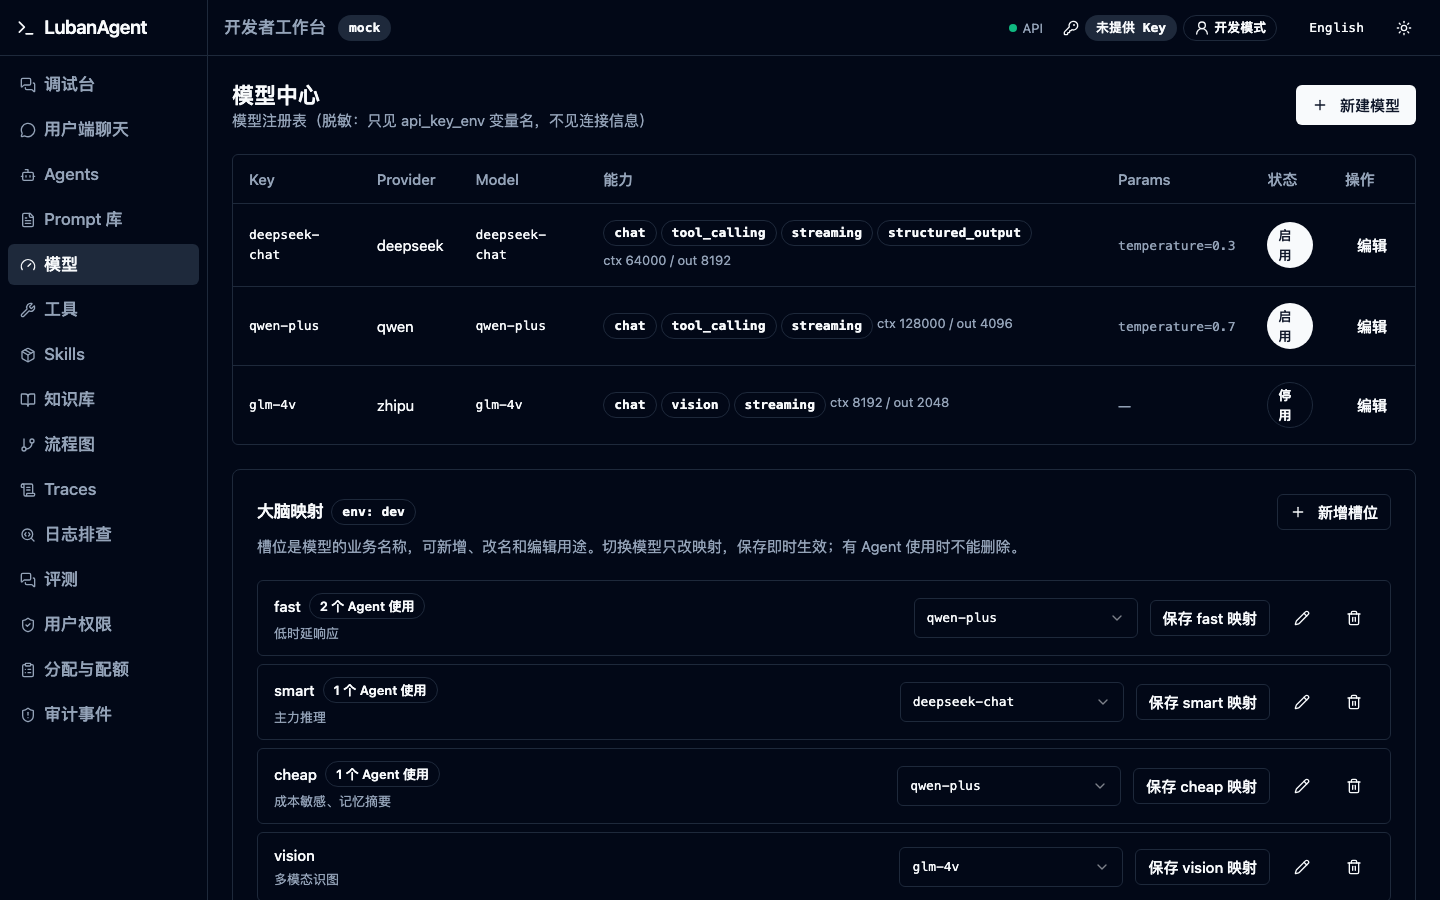 LubanAgent
开发者工作台 mock
API 未提供 Key 开发模式 English
调试台
用户端聊天
Agents
Prompt 库
模型
工具
Skills
知识库
流程图
Traces
日志排查
评测
用户权限
分配与配额
审计事件
模型中心
模型注册表（脱敏：只见 api_key_env 变量名，不见连接信息）
+ 新建模型
Key Provider Model 能力 Params 状态 操作
deepseek-
chat
deepseek
deepseek-
chat
chat tool_calling streaming structured_output
ctx 64000 / out 8192
temperature=0.3
启
用
编辑
qwen-plus qwen qwen-plus chat tool_calling streaming ctx 128000 / out 4096 temperature=0.7
启
用
编辑
glm-4v zhipu glm-4v chat vision streaming ctx 8192 / out 2048 —
停
用
编辑
大脑映射 env: dev
+ 新增槽位
槽位是模型的业务名称，可新增、改名和编辑用途。切换模型只改映射，保存即时生效；有 Agent 使用时不能删除。
fast 2 个 Agent 使用
低时延响应
qwen-plus 保存 fast 映射
smart 1 个 Agent 使用
主力推理
deepseek-chat 保存 smart 映射
cheap 1 个 Agent 使用
成本敏感、记忆摘要
qwen-plus 保存 cheap 映射
vision
多模态识图
glm-4v 保存 vision 映射